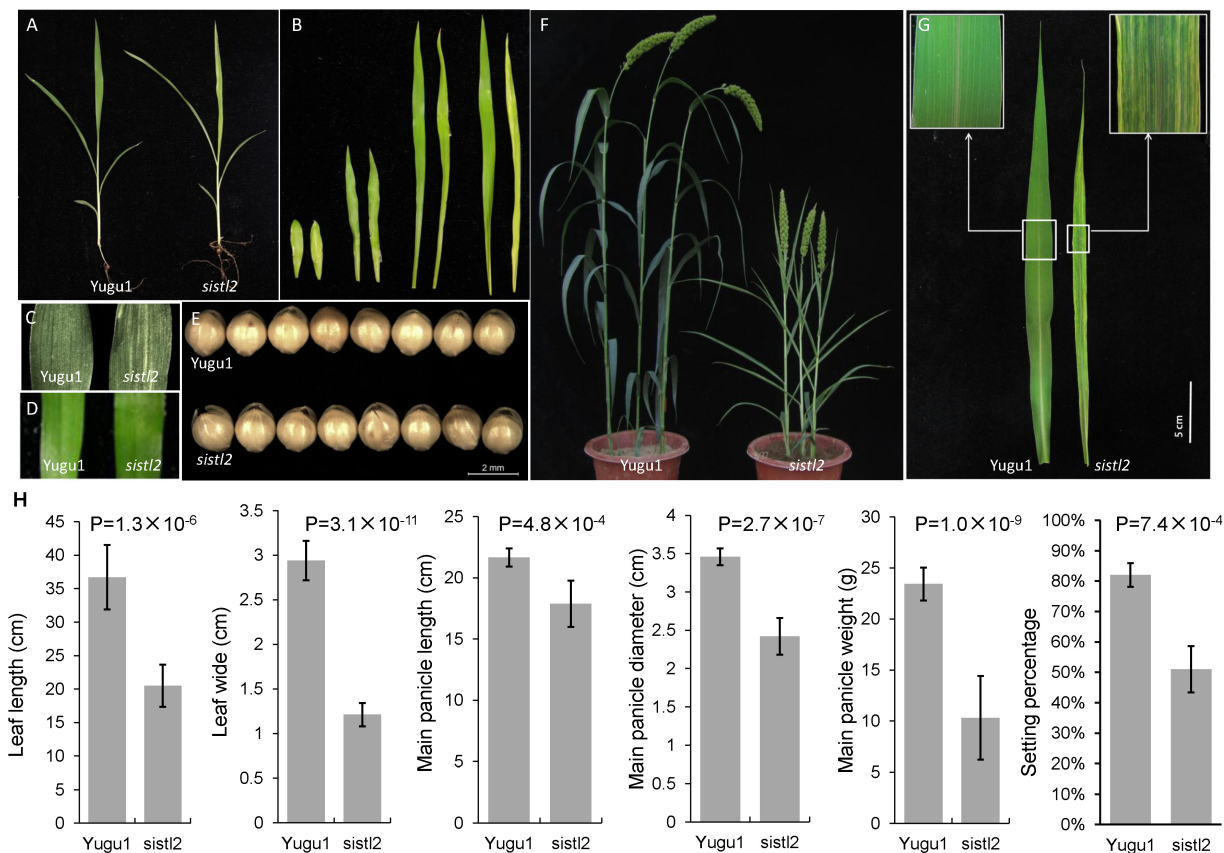 A
B
F
G
Yugu1
sistl2
C
Yugu1
sistl2
D
Yugu1
sistl2
E
Yugu1
sistl2
2 mm
Yugu1
sistl2
5 cm
Yugu1
sistl2
H
P=1.3×10-6
Leaf length (cm)
45
40
35
30
25
20
15
10
5
0
Yugu1 sistl2
P=3.1×10-11
Leaf wide (cm)
3.5
3
2.5
2
1.5
1
0.5
0
Yugu1 sistl2
P=4.8×10-4
Main panicle length (cm)
25
20
15
10
5
0
Yugu1 sistl2
P=2.7×10-7
Main panicle diameter (cm)
4
3.5
3
2.5
2
1.5
1
0.5
0
Yugu1 sistl2
P=1.0×10-9
Main panicle weight (g)
30
25
20
15
10
5
0
Yugu1 sistl2
P=7.4×10-4
Setting percentage
100%
90%
80%
70%
60%
50%
40%
30%
20%
10%
0%
Yugu1 sistl2